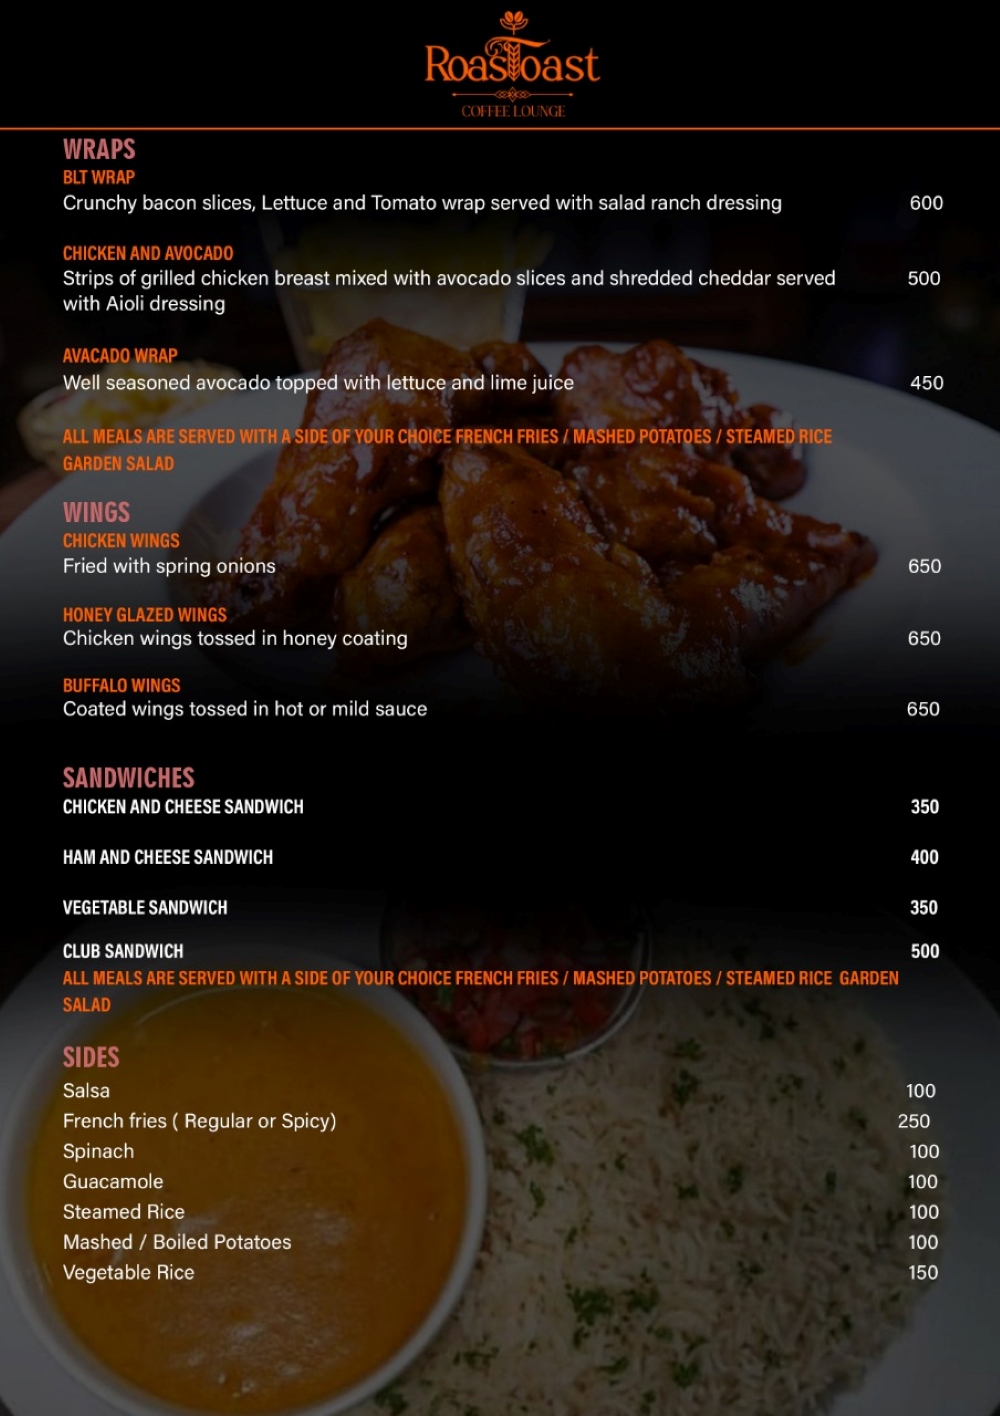 RoasToast
COFFEE LOUNGE
WRAPS
BLT WRAP
Crunchy bacon slices, Lettuce and Tomato wrap served with salad ranch dressing 600
CHICKEN AND AVOCADO
Strips of grilled chicken breast mixed with avocado slices and shredded cheddar served 500
with Aioli dressing
AVACADO WRAP
Well seasoned avocado topped with lettuce and lime juice 450
ALL MEALS ARE SERVED WITH A SIDE OF YOUR CHOICE FRENCH FRIES / MASHED POTATOES / STEAMED RICE
GARDEN SALAD
WINGS
CHICKEN WINGS
Fried with spring onions 650
HONEY GLAZED WINGS
Chicken wings tossed in honey coating 650
BUFFALO WINGS
Coated wings tossed in hot or mild sauce 650
SANDWICHES
CHICKEN AND CHEESE SANDWICH 350
HAM AND CHEESE SANDWICH 400
VEGETABLE SANDWICH 350
CLUB SANDWICH 500
ALL MEALS ARE SERVED WITH A SIDE OF YOUR CHOICE FRENCH FRIES / MASHED POTATOES / STEAMED RICE GARDEN
SALAD
SIDES
Salsa 100
French fries ( Regular or Spicy) 250
Spinach 100
Guacamole 100
Steamed Rice 100
Mashed / Boiled Potatoes 100
Vegetable Rice 150